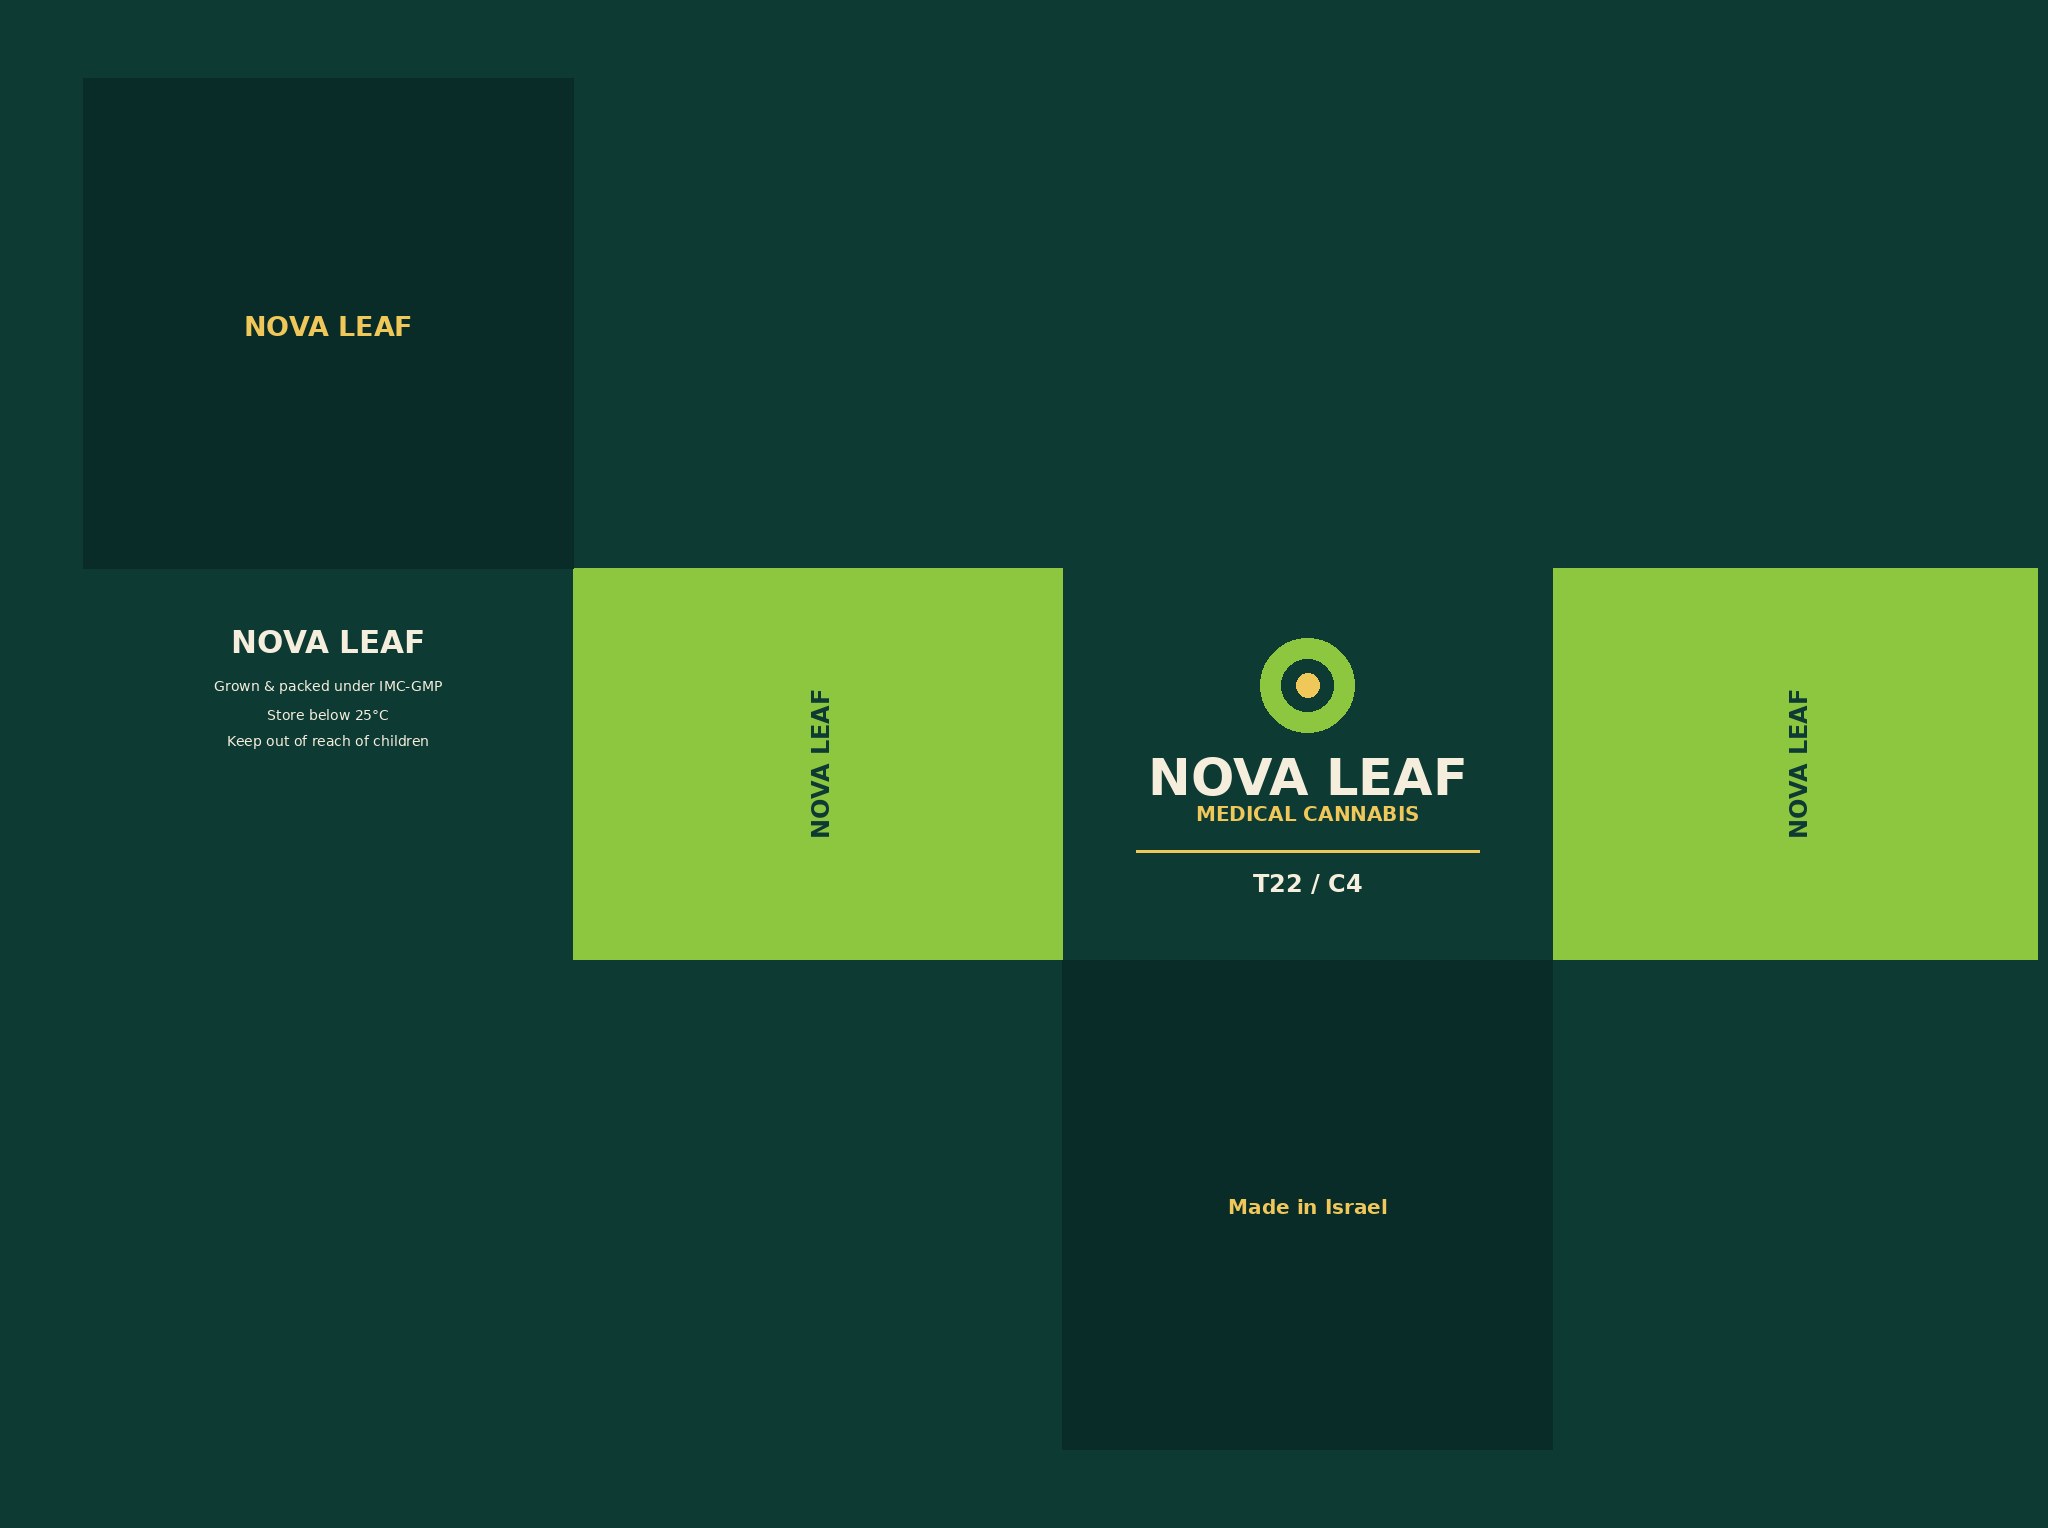 NOVA LEAF
NOVA LEAF
Grown & packed under IMC-GMP
Store below 25°C
Keep out of reach of children
NOVA LEAF
NOVA LEAF
MEDICAL CANNABIS
T22 / C4
NOVA LEAF
Made in Israel